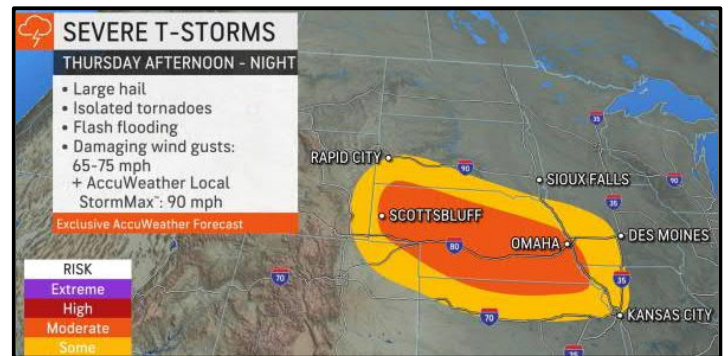 SEVERE T-STORMS
THURSDAY AFTERNOON - NIGHT
• Large hail
• Isolated tornadoes
• Flash flooding
• Damaging wind gusts:
65-75 mph
+ AccuWeather Local
StormMax™: 90 mph
Exclusive AccuWeather Forecast
RISK
Extreme
High
Moderate
Some
35
RAPID CITY
90
SIOUX FALLS
90
35
SCOTTSBLUFF
80
OMAHA
DES MOINES
70
35
70
KANSAS CITY
35